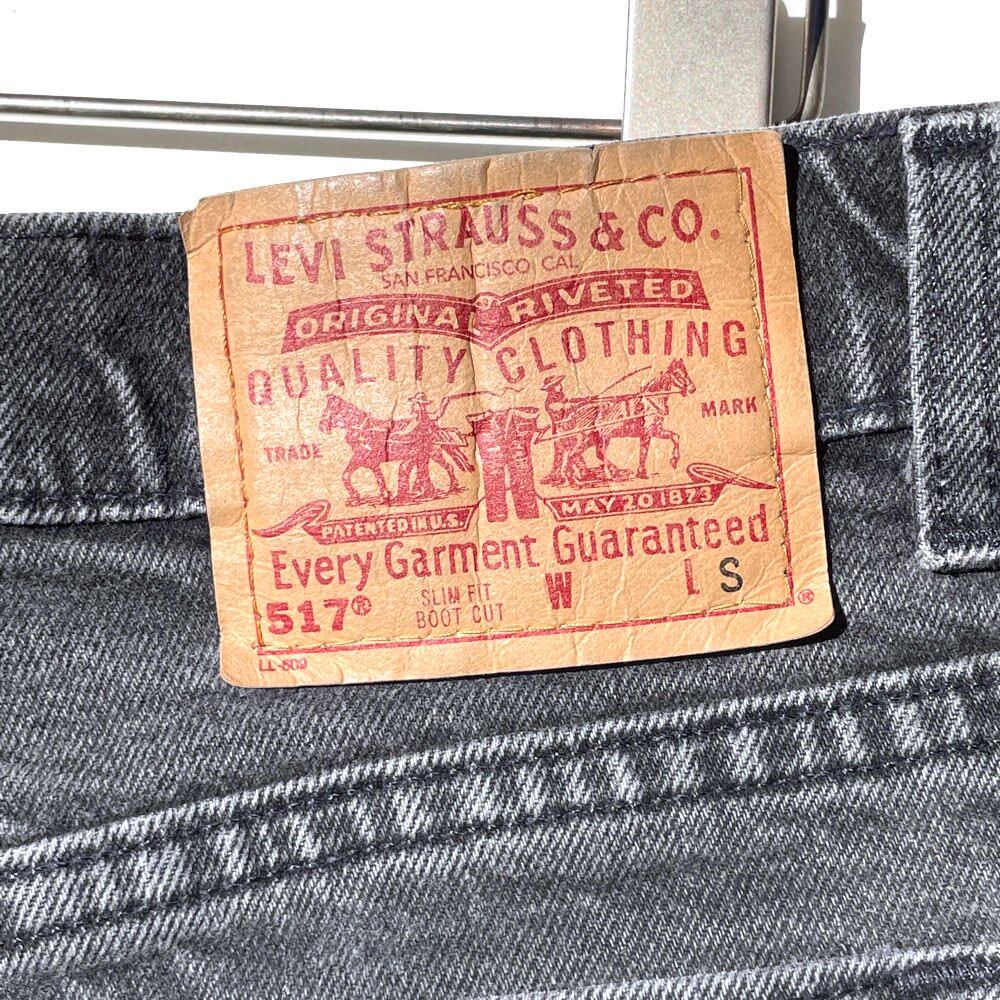 LEVI STRAUSS & CO.
SAN FRANCISCO CAL
ORIGINAL RIVETED
QUALITY CLOTHING
TRADE MARK
PATENTED IN U.S. MAY 20 1873
Every Garment Guaranteed
517® SLIM FIT W L S
BOOT CUT
®
LL-509